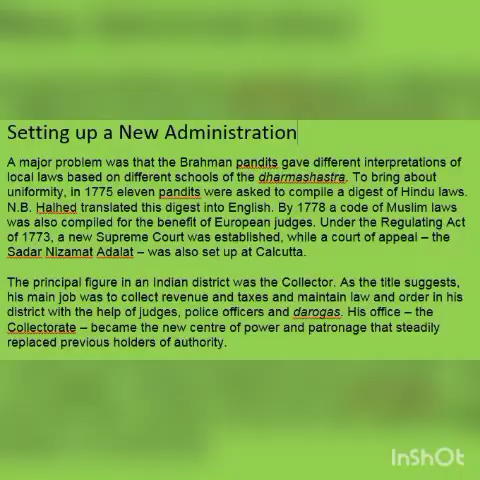 Setting up a New Administration
A major problem was that the Brahman pandits gave different interpretations of
local laws based on different schools of the dharmashastra. To bring about
uniformity, in 1775 eleven pandits were asked to compile a digest of Hindu laws.
N.B. Halhed translated this digest into English. By 1778 a code of Muslim laws
was also compiled for the benefit of European judges. Under the Regulating Act
of 1773, a new Supreme Court was established, while a court of appeal – the
Sadar Nizamat Adalat – was also set up at Calcutta.
The principal figure in an Indian district was the Collector. As the title suggests,
his main job was to collect revenue and taxes and maintain law and order in his
district with the help of judges, police officers and darogas. His office – the
Collectorate – became the new centre of power and patronage that steadily
replaced previous holders of authority.
InShOt